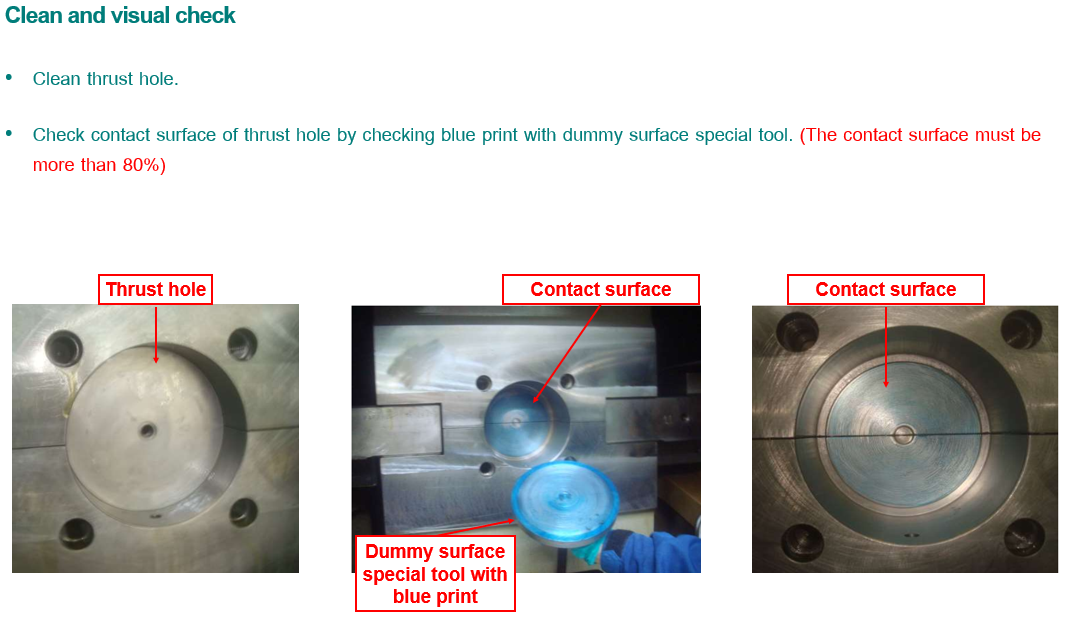 Clean and visual check
• Clean thrust hole.
• Check contact surface of thrust hole by checking blue print with dummy surface special tool. (The contact surface must be
more than 80%)
Thrust hole
Contact surface
Contact surface
Dummy surface
special tool with
blue print